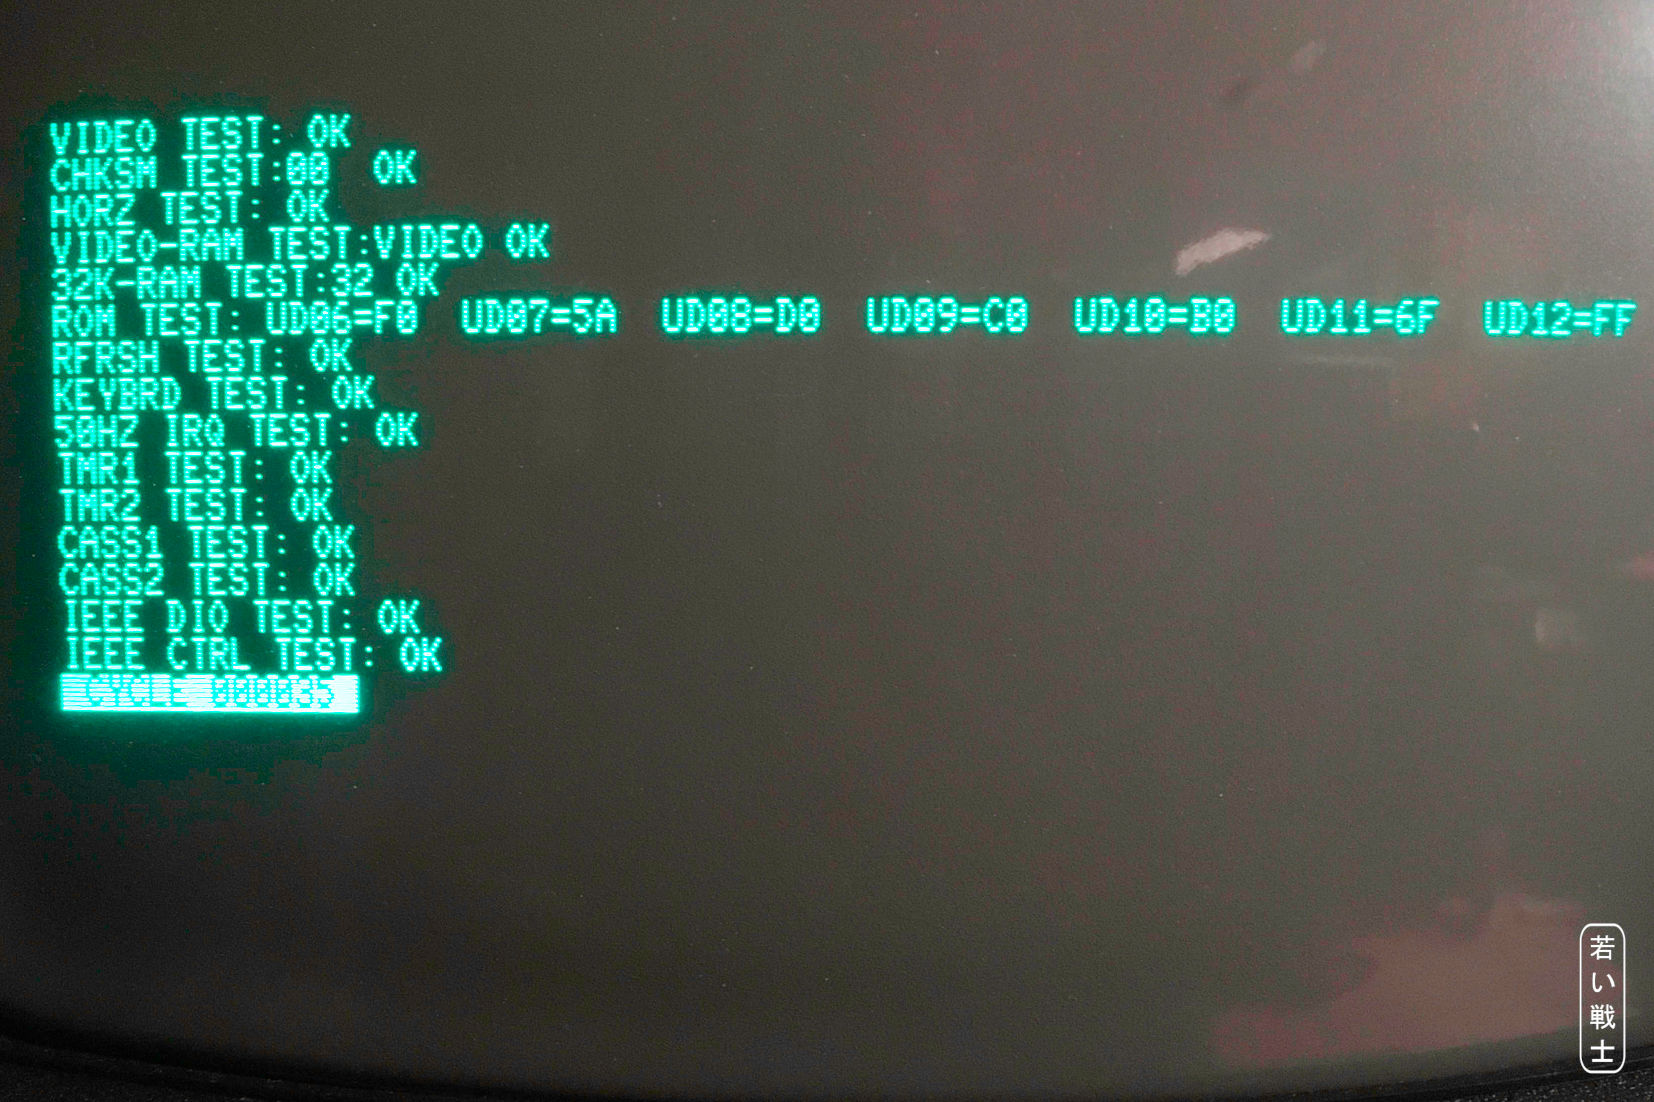 VIDEO TEST: OK
CHKSM TEST:00  OK
HORZ TEST: OK
VIDEO-RAM TEST:VIDEO OK
32K-RAM TEST:32 OK
ROM TEST: UD06=F0  UD07=5A  UD08=D0  UD09=C0  UD10=B0  UD11=6F  UD12=FF
RFRSH TEST: OK
KEYBRD TEST: OK
50HZ IRQ TEST: OK
TMR1 TEST: OK
TMR2 TEST: OK
CASS1 TEST: OK
CASS2 TEST: OK
IEEE DIO TEST: OK
IEEE CTRL TEST: OK
若い戦士